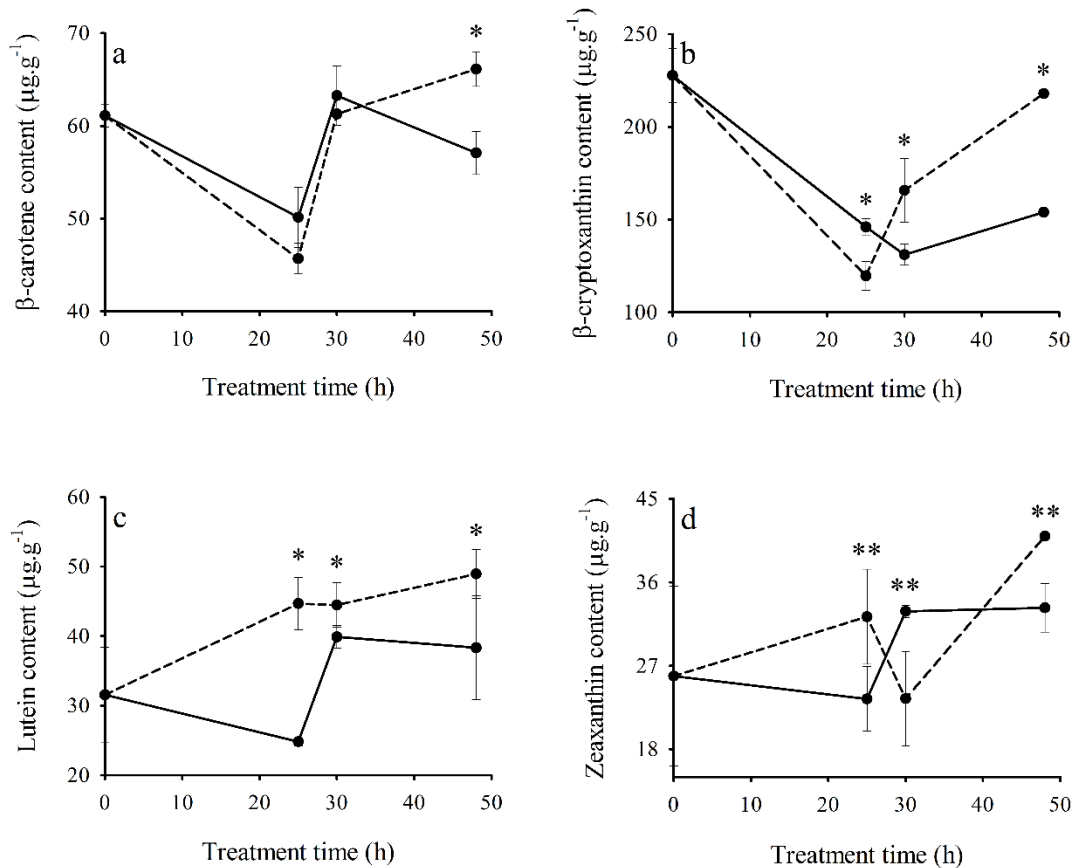 a
*
β-carotene content (µg.g⁻¹)
70
60
50
40
0 10 20 30 40 50
Treatment time (h)
b
*
*
*
β-cryptoxanthin content (µg.g⁻¹)
250
200
150
100
0 10 20 30 40 50
Treatment time (h)
c
*
*
*
Lutein content (µg.g⁻¹)
60
50
40
30
20
0 10 20 30 40 50
Treatment time (h)
d
**
**
**
Zeaxanthin content (µg.g⁻¹)
45
36
27
18
0 10 20 30 40 50
Treatment time (h)